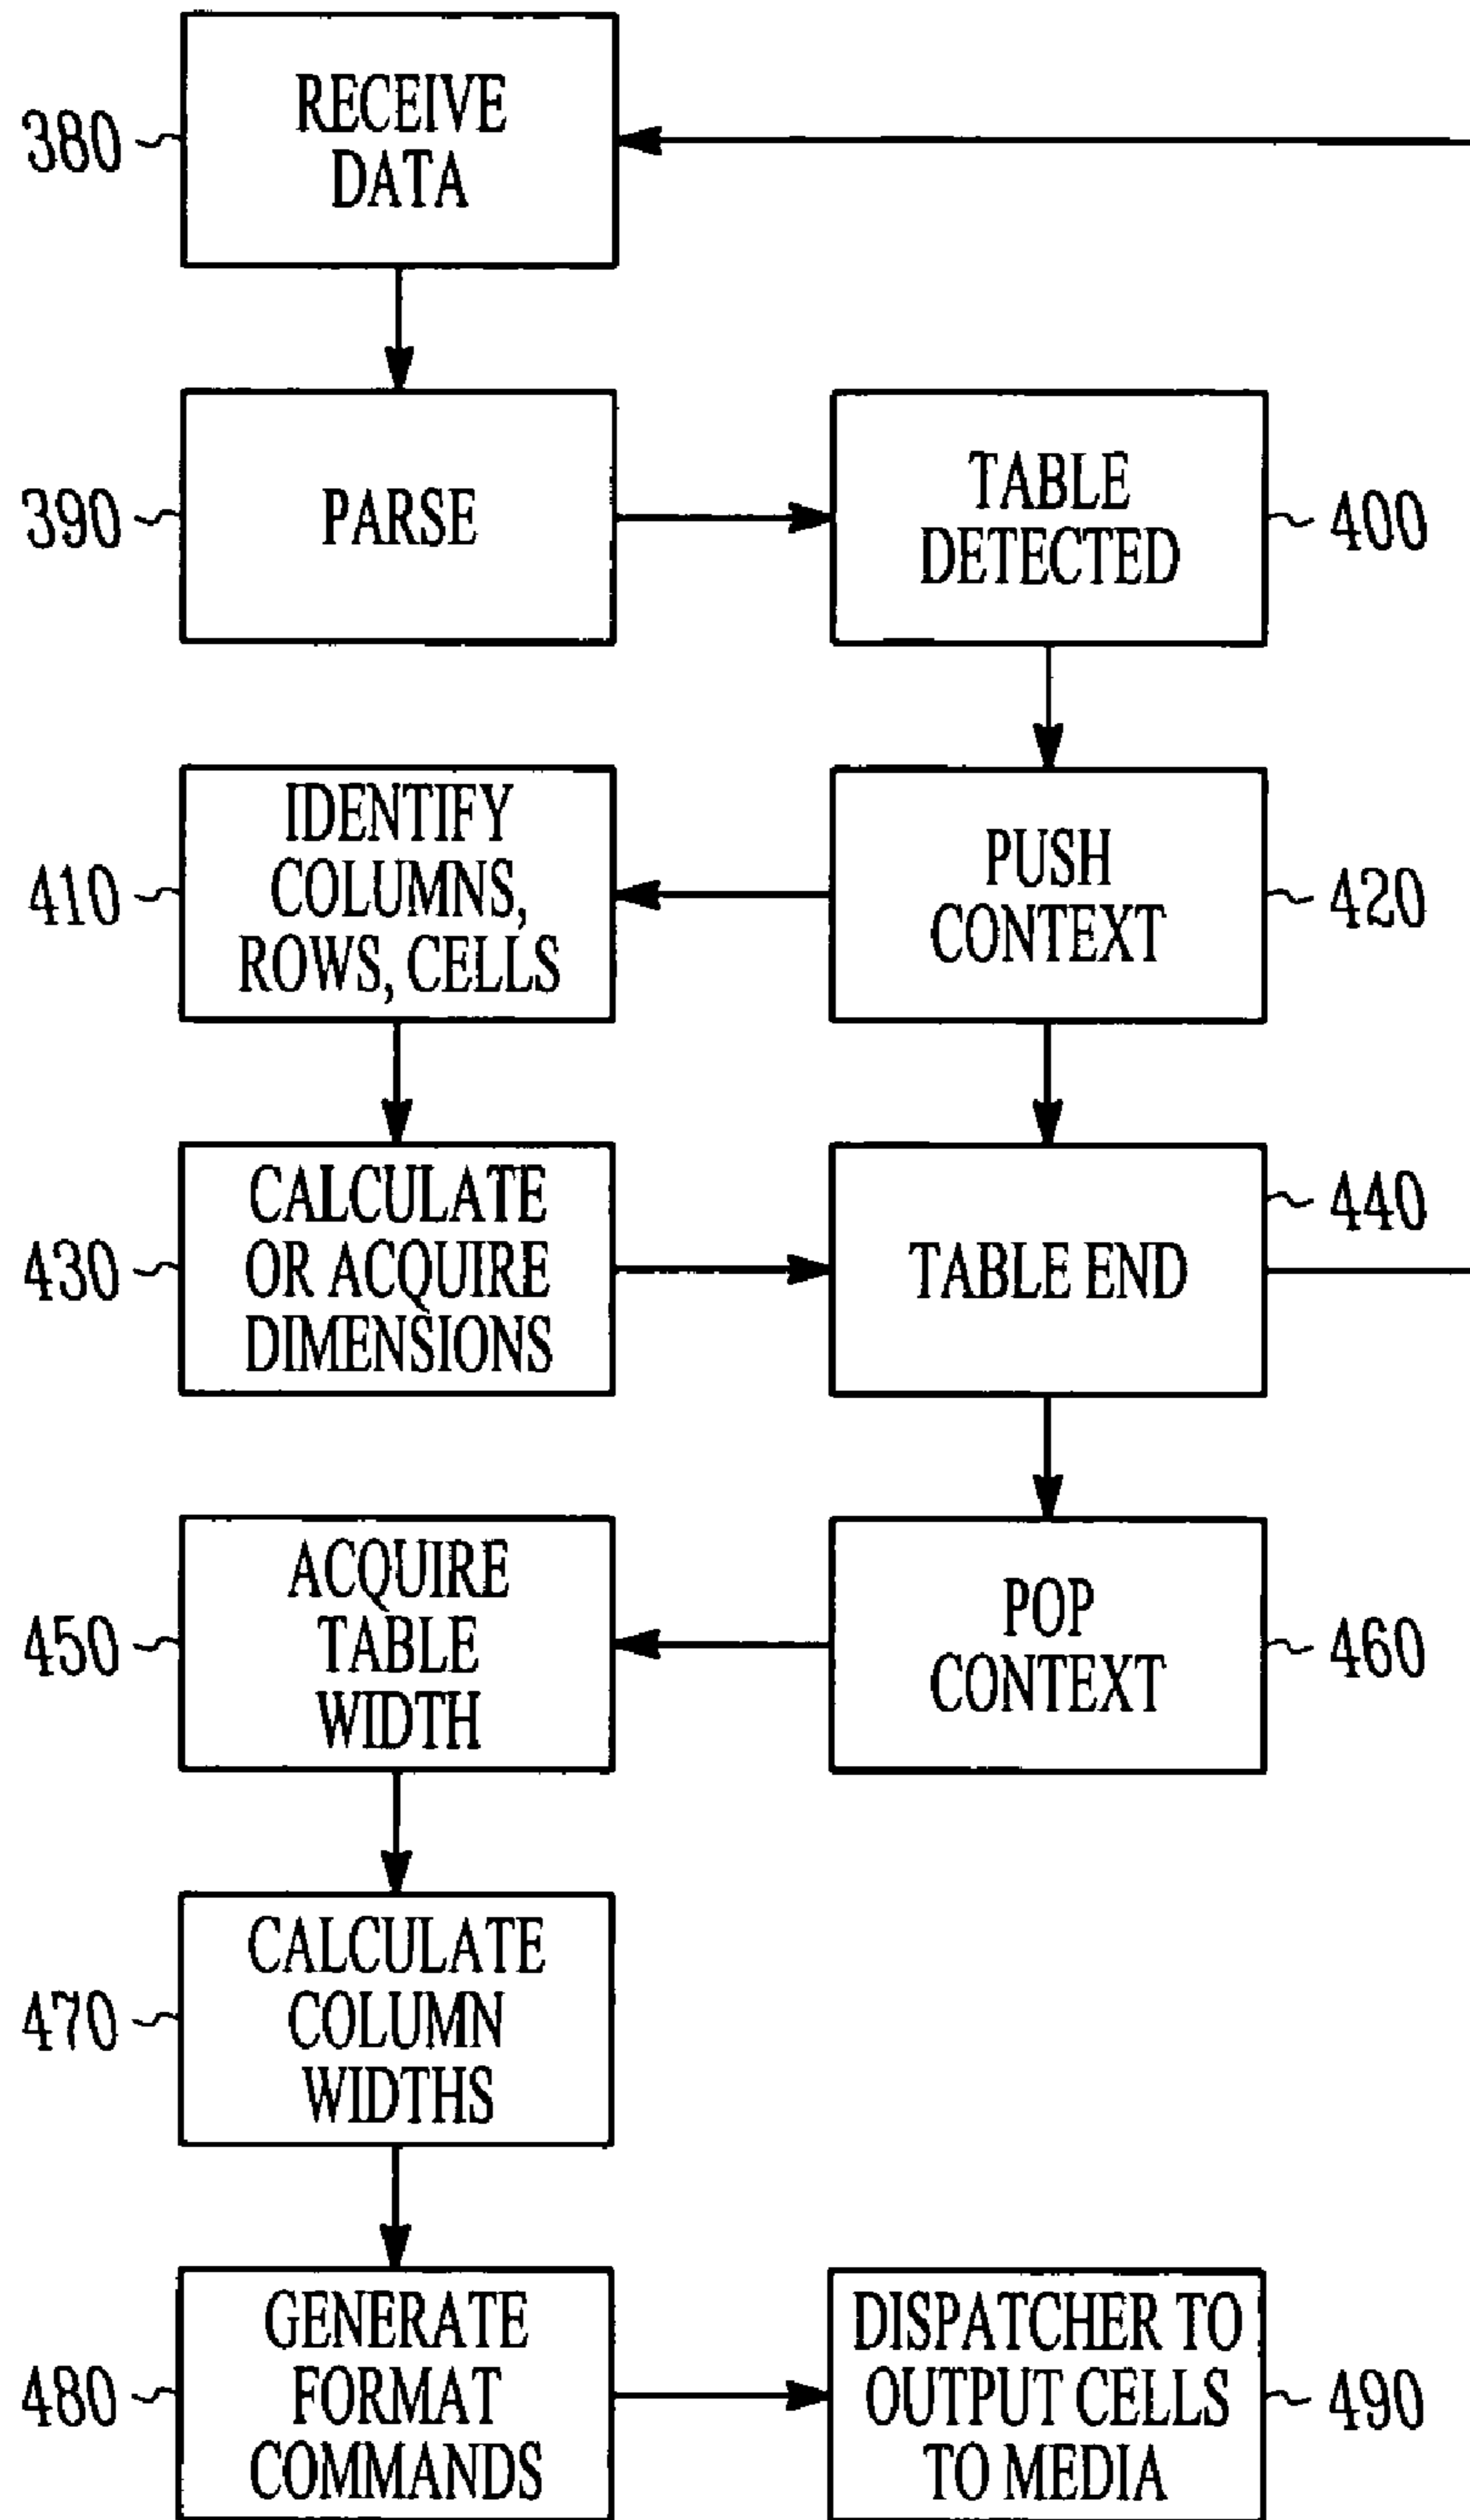 380
RECEIVE
DATA
390
PARSE
TABLE
DETECTED
400
410
IDENTIFY
COLUMNS,
ROWS, CELLS
PUSH
CONTEXT
420
430
CALCULATE
OR ACQUIRE
DIMENSIONS
TABLE END
440
450
ACQUIRE
TABLE
WIDTH
POP
CONTEXT
460
470
CALCULATE
COLUMN
WIDTHS
480
GENERATE
FORMAT
COMMANDS
DISPATCHER TO
OUTPUT CELLS
TO MEDIA
490